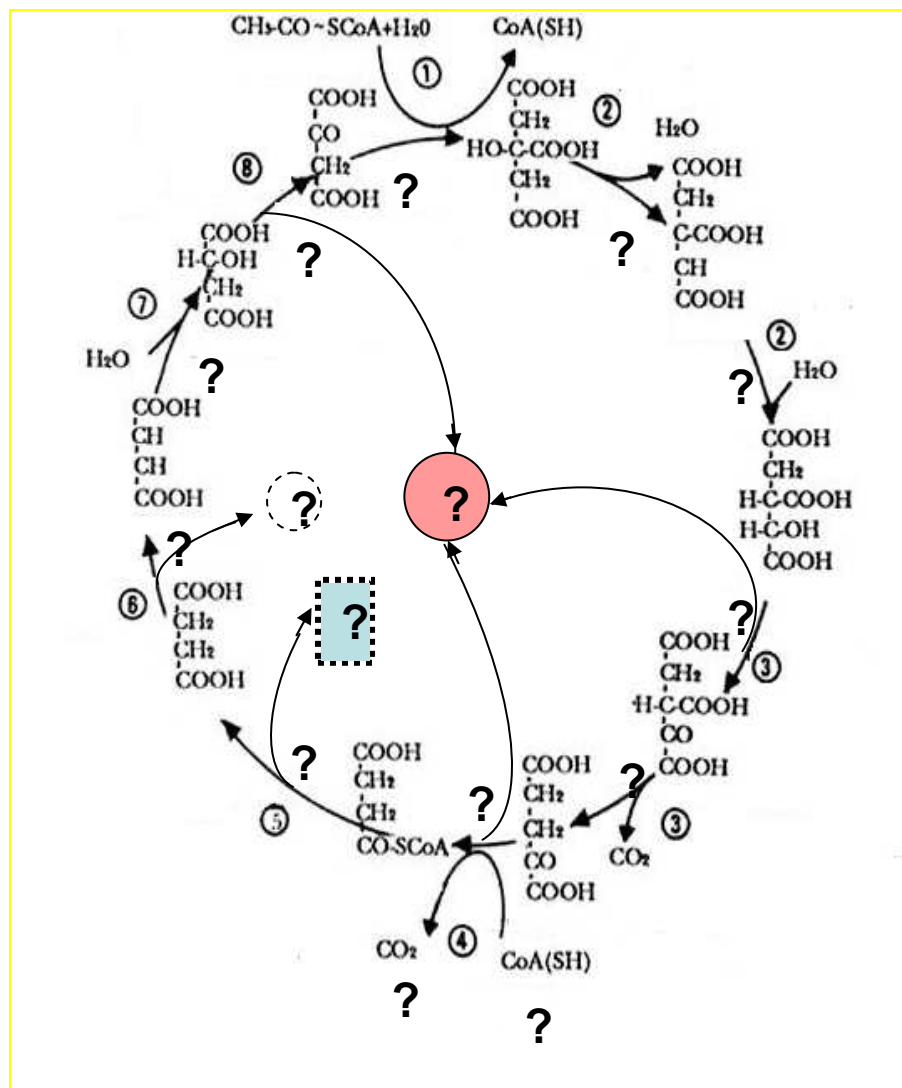 CH₃-CO~SCoA+H₂0
CoA(SH)
①
COOH
CO
CH₂
COOH
⑧
?
COOH
CH₂
HO-C-COOH
CH₂
COOH
②
H₂O
?
COOH
CH₂
C-COOH
CH
COOH
②
H₂O
?
COOH
CH₂
H-C-COOH
H-C-OH
COOH
?
③
COOH
CH₂
H-C-COOH
CO
COOH
?
③
CO₂
COOH
CH₂
CH₂
CO
COOH
?
④
CO₂
CoA(SH)
?
?
COOH
CH₂
CH₂
CO-SCoA
?
⑤
?
COOH
CH₂
CH₂
COOH
⑥
?
?
COOH
CH
CH
COOH
?
H₂O
⑦
COOH
H-C-OH
CH₂
COOH
?
?